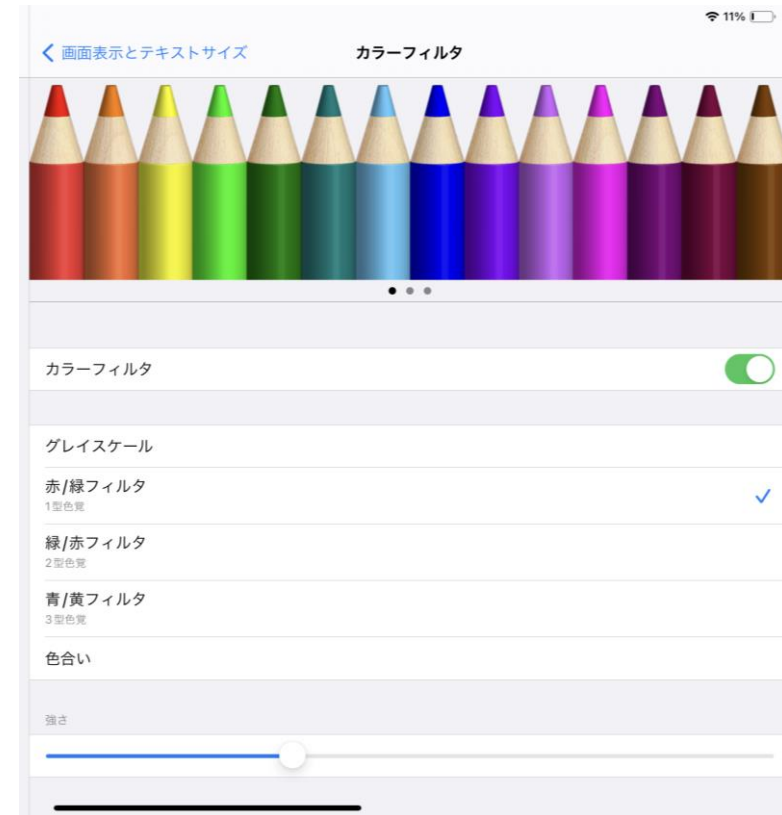 11%
画面表示とテキストサイズ
カラーフィルタ
カラーフィルタ
グレイスケール
赤/緑フィルタ
1型色覚
緑/赤フィルタ
2型色覚
青/黄フィルタ
3型色覚
色合い
強さ